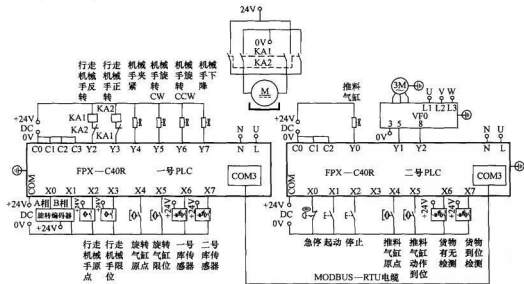 24V
0V
KA1
KA2
M
行走机械手反转
行走机械手正转
机械手夹紧
机械手旋转CW
机械手旋转CCW
机械手下降
KA2
KA1
KA2
KA1
+24V
DC
0V
C0 C1 C2 C3 Y2 Y3 Y4 Y5 Y6 Y7 N L
N U
FPX—C40R 一号PLC
COM3
COM X0 X1 X2 X3 X4 X5 X6 X7
+24V
DC
0V
A相 B相
旋转编码器
+24V
+24V
行走机械手原点
行走机械手限位
旋转气缸原点
旋转气缸限位
一号库传感器
二号库传感器
推料气缸
3M
U V W
L1 L2 L3
VF0
3 5 8
0V
+24V
DC
0V
C0 C1 C2 Y0 Y1 Y2 N L
N U
FPX—C40R 二号PLC
COM3
COM X0 X1 X2 X4 X5 X6 X7
+24V
DC
0V
+24V
+24V
急停 起动 停止
推料气缸原点
推料气缸动作到位
货物有无检测
货物到位检测
MODBUS—RTU电缆